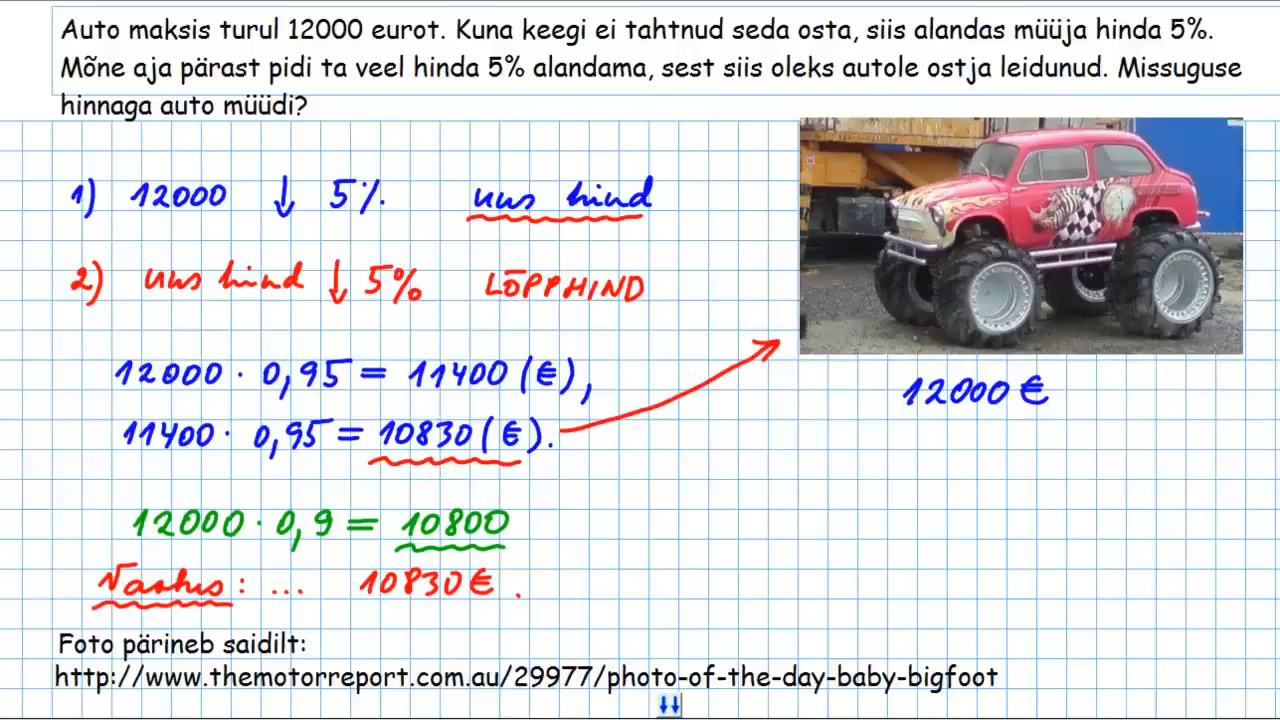 Auto maksis turul 12000 eurot. Kuna keegi ei tahtnud seda osta, siis alandas müüja hinda 5%.
Mõne aja pärast pidi ta veel hinda 5% alandama, sest siis oleks autole ostja leidunud. Missuguse
hinnaga auto müüdi?
1) 12000 ↓ 5% uus hind
2) uus hind ↓ 5% LÕPPHIND
12000 · 0,95 = 11400 (€),
12000 €
11400 · 0,95 = 10830 (€).
12000 · 0,9 = 10800
Vastus: ... 10830 € .
Foto pärineb saidilt:
http://www.themotorreport.com.au/29977/photo-of-the-day-baby-bigfoot